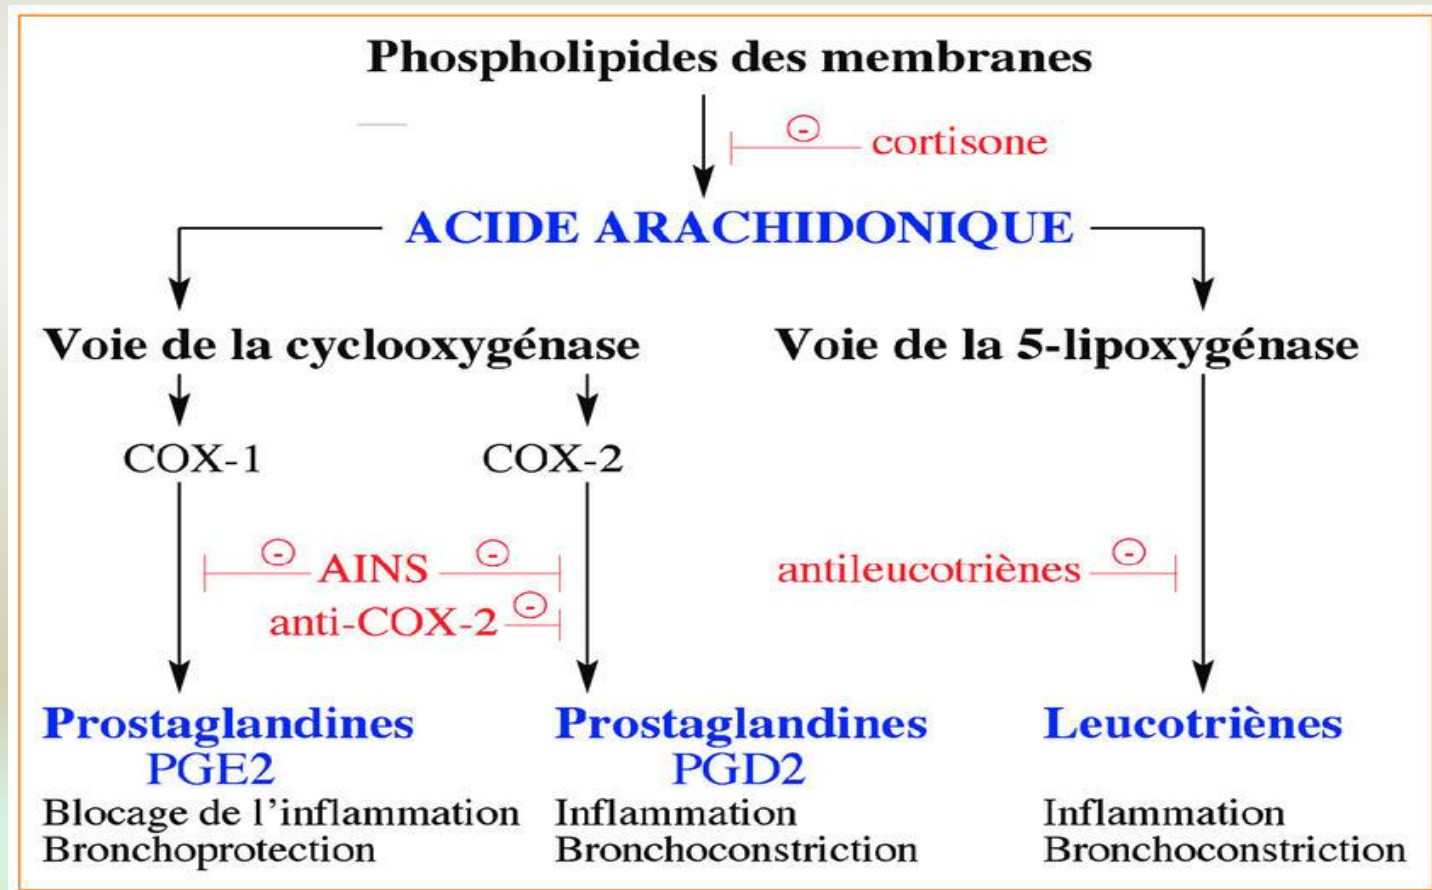 Phospholipides des membranes
-
cortisone
ACIDE ARACHIDONIQUE
Voie de la cyclooxygénase
Voie de la 5-lipoxygénase
COX-1
COX-2
- AINS -
antileucotriènes -
anti-COX-2 -
Prostaglandines
PGE2
Blocage de l’inflammation
Bronchoprotection
Prostaglandines
PGD2
Inflammation
Bronchoconstriction
Leucotriènes
Inflammation
Bronchoconstriction